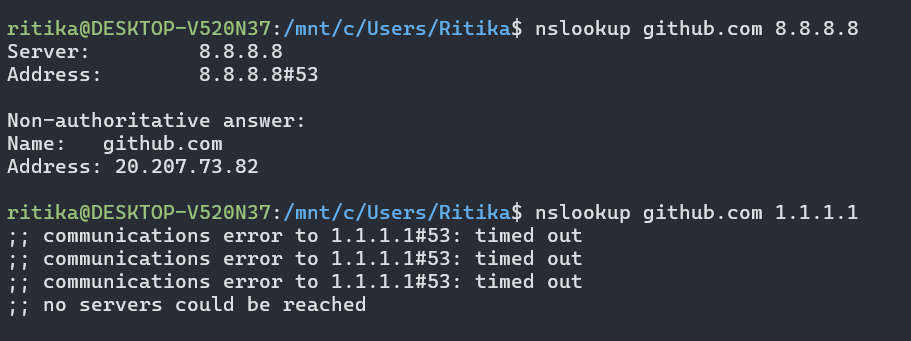 ritika@DESKTOP-V520N37:/mnt/c/Users/Ritika$ nslookup github.com 8.8.8.8
Server:         8.8.8.8
Address:        8.8.8.8#53

Non-authoritative answer:
Name:   github.com
Address: 20.207.73.82

ritika@DESKTOP-V520N37:/mnt/c/Users/Ritika$ nslookup github.com 1.1.1.1
;; communications error to 1.1.1.1#53: timed out
;; communications error to 1.1.1.1#53: timed out
;; communications error to 1.1.1.1#53: timed out
;; no servers could be reached